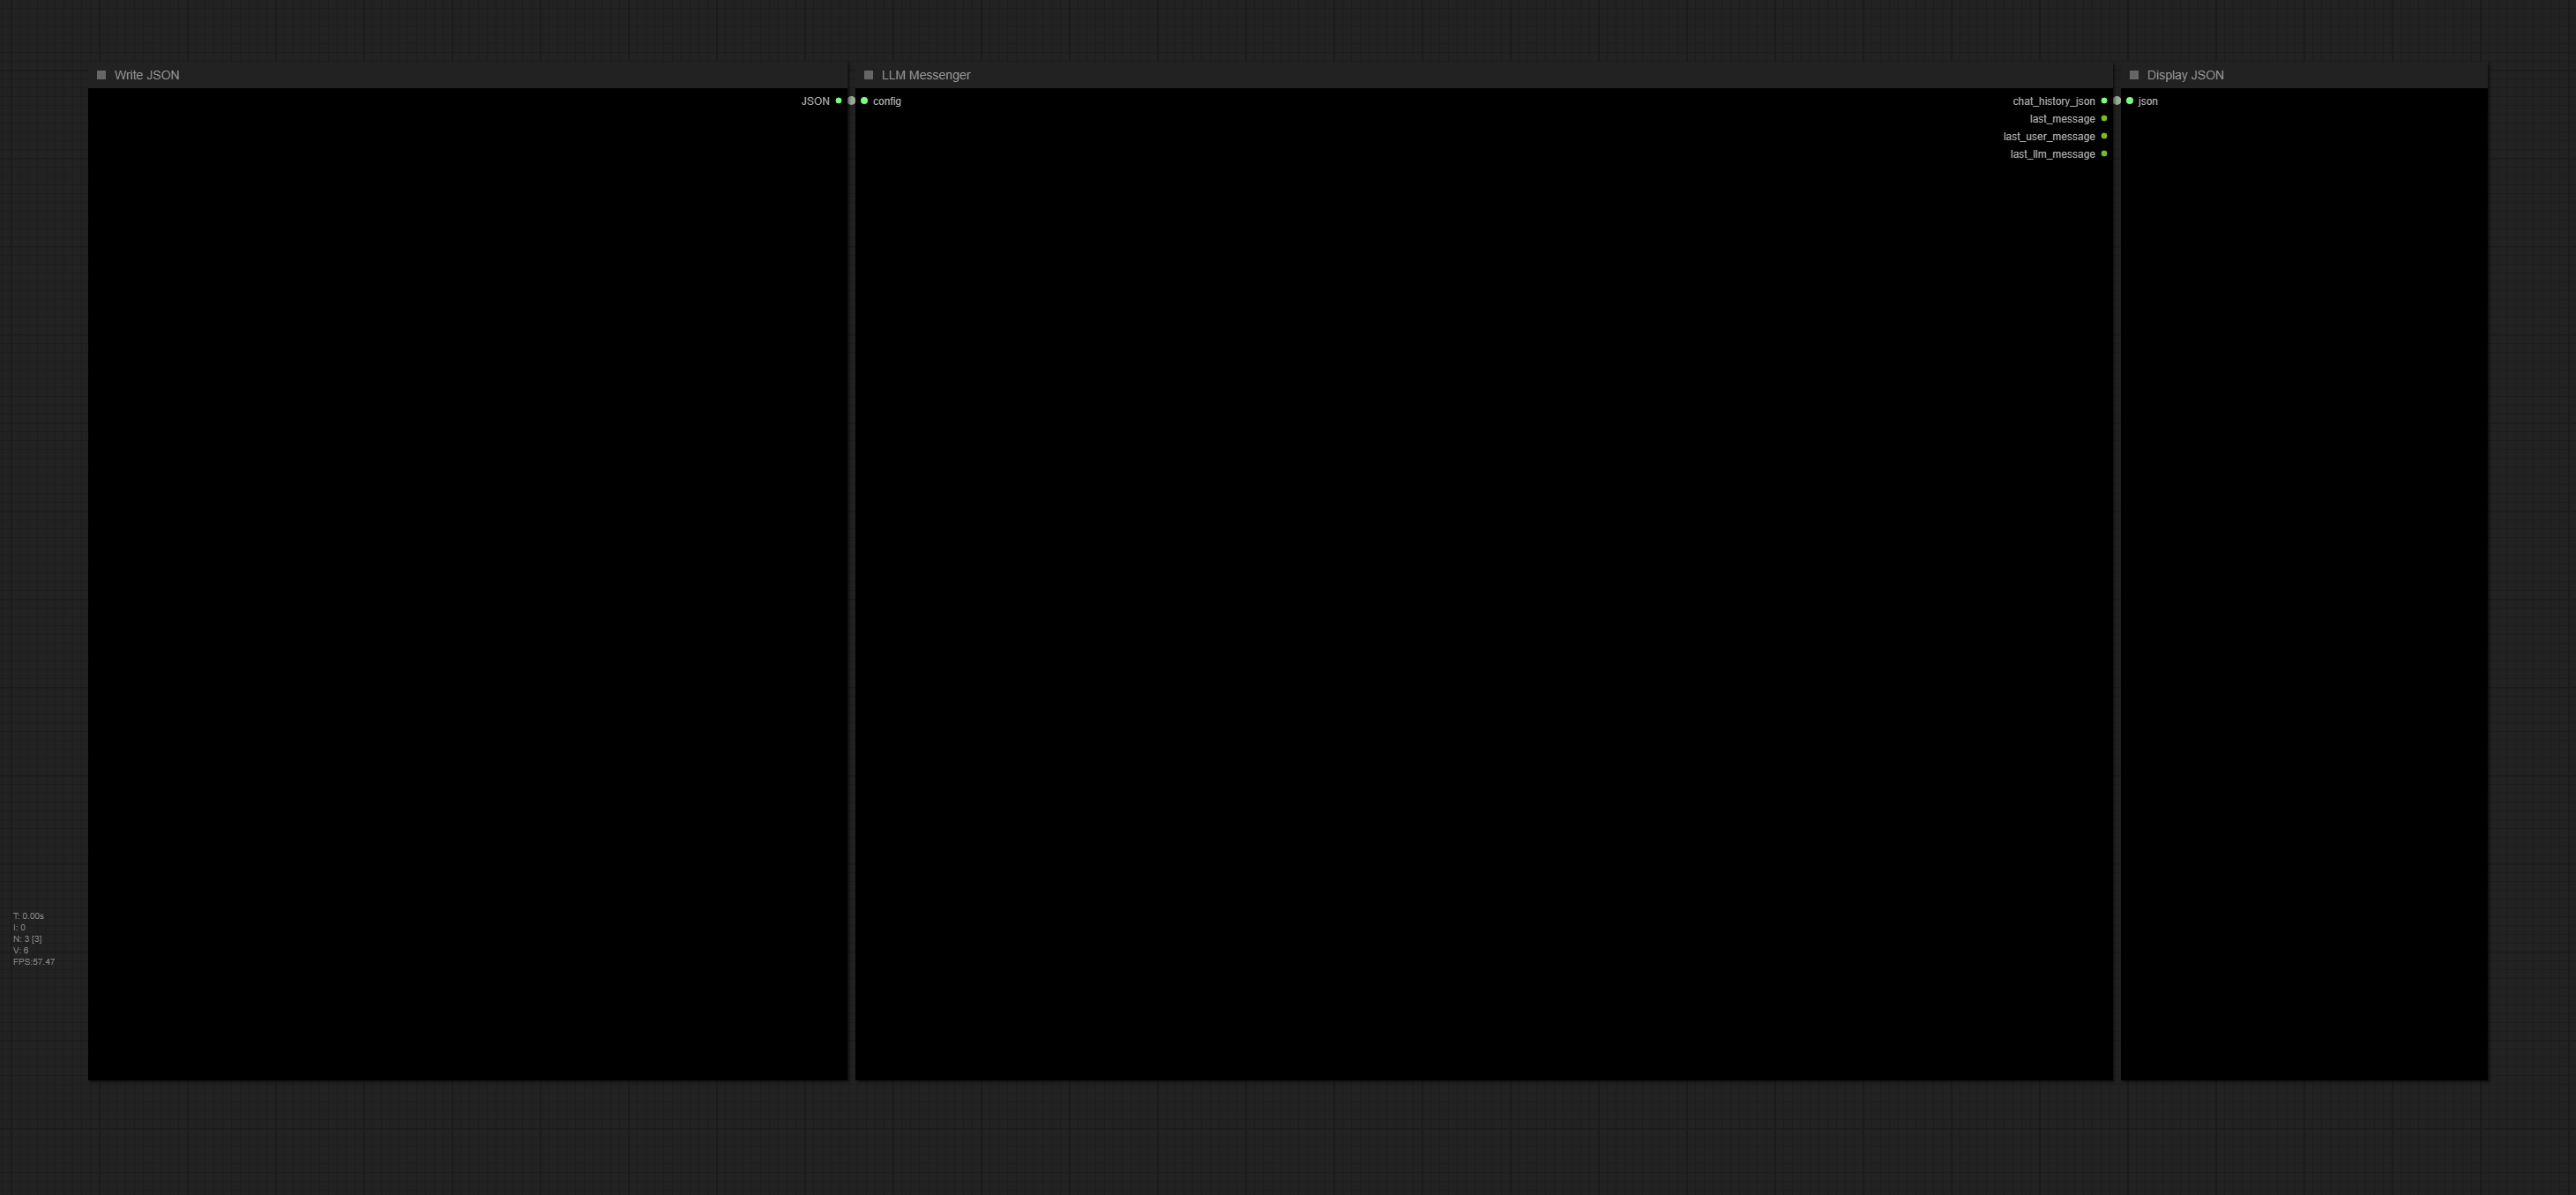 Write JSON
JSON
LLM Messenger
config
chat_history_json
last_message
last_user_message
last_llm_message
Display JSON
json
T: 0.00s
I: 0
N: 3 [3]
V: 6
FPS:57.47